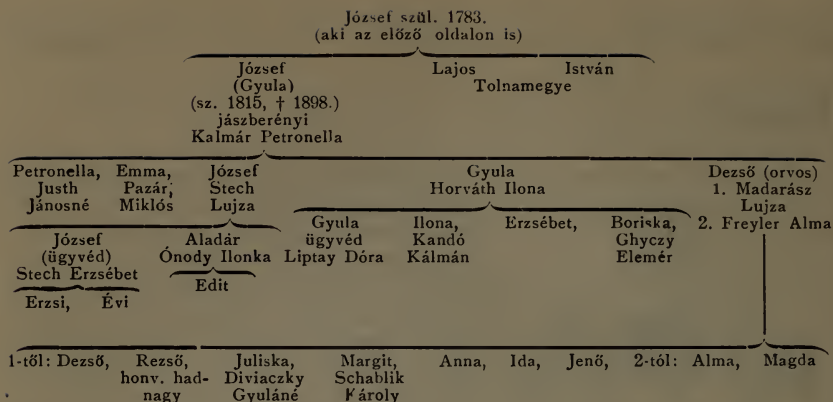 József szül. 1783.
(aki az előző oldalon is)
József Lajos István
(Gyula) Tolnamegye
(sz. 1815, † 1898.)
jászberényi
Kalmár Petronella
Petronella, Emma, József Gyula Dezső (orvos)
Justh Pazár, Stech Horváth Ilona 1. Madarász
Jánosné Miklós Lujza Lujza
2. Freyler Alma
Gyula Ilona, Erzsébet, Boriska,
ügyvéd Kandó Ghyczy
Liptay Dóra Kálmán Elemér
József Aladár
(ügyvéd) Ónody Ilonka
Stech Erzsébet Edit
Erzsi, Évi
1-től: Dezső, Rezső, Juliska, Margit, Anna, Ida, Jenő, 2-tól: Alma, Magda
honv. had- Diviaczky Schablik
nagy Gyuláné Károly